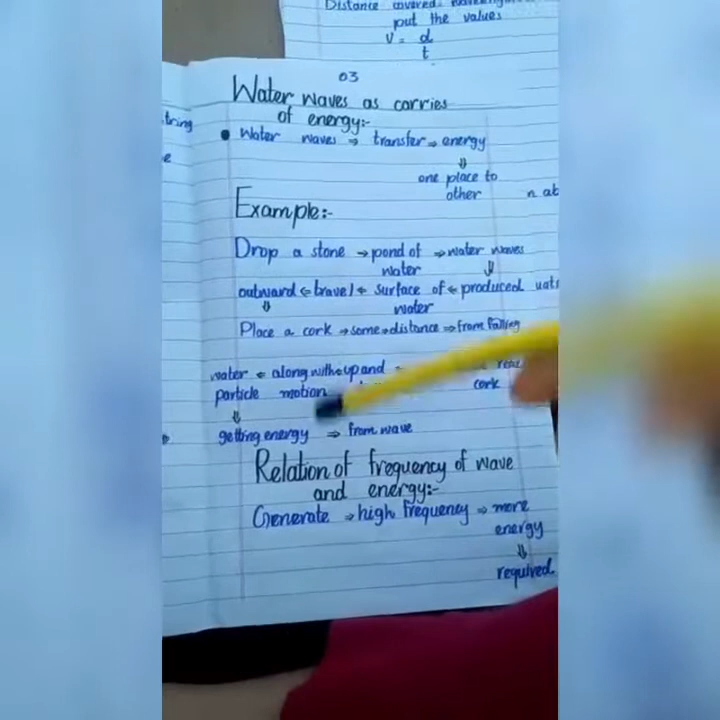 Distance covered
put the values
V = d
t
03
Water waves as carries
of energy:-
tring
• Water waves ⇒ transfer ⇒ energy
e
⇓
one place to
other
n at
Example:-
Drop a stone → pond of → water waves
water ⇓
outward ← travel ← surface of ← produced
⇓ water
Place a cork → some → distance ⇒ from falling
water ← along with ← up and
particle motion cork
⇓
getting energy ⇒ from wave
Relation of frequency of wave
and energy:-
Generate → high frequency ⇒ more
energy
⇓
required.